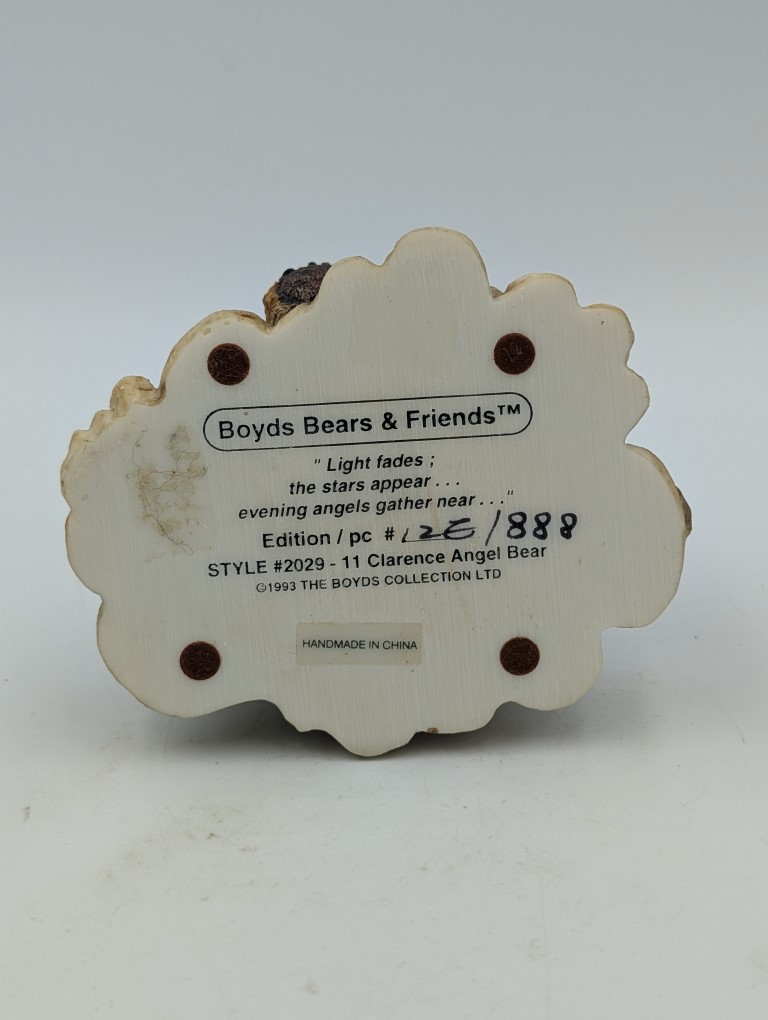 Boyds Bears & Friends™
" Light fades ;
the stars appear . . .
evening angels gather near . . ."
Edition / pc # 12E/888
STYLE #2029 - 11 Clarence Angel Bear
©1993 THE BOYDS COLLECTION LTD
HANDMADE IN CHINA